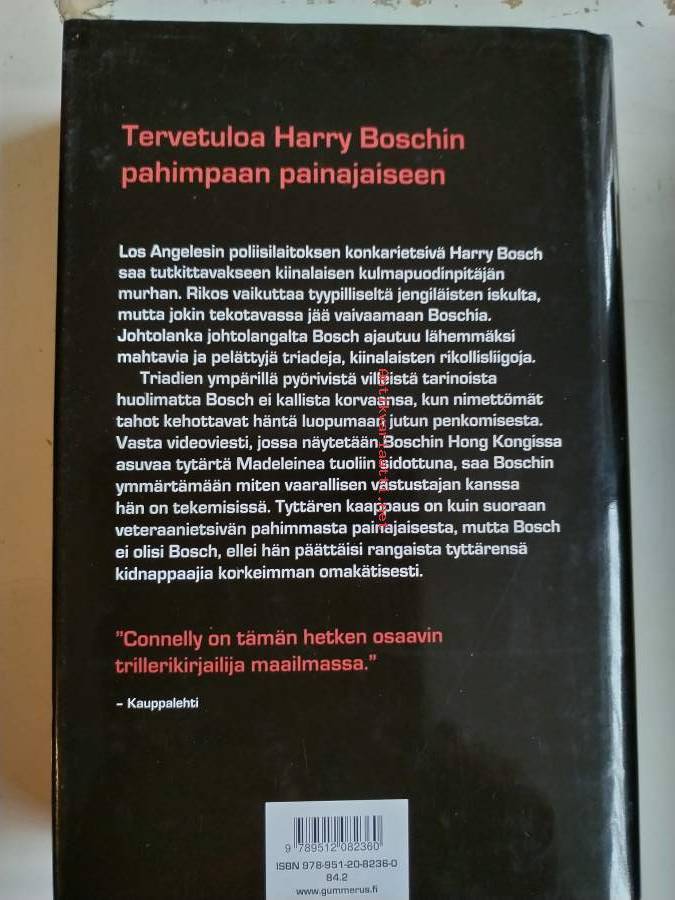 Tervetuloa Harry Boschin
pahimpaan painajaiseen
Los Angelesin poliisilaitoksen konkarietsivä Harry Bosch
saa tutkittavakseen kiinalaisen kulmapuodinpitäjän
murhan. Rikos vaikuttaa tyypilliseltä jengiläisten iskulta,
mutta jokin tekotavassa jää vaivaamaan Boschia.
Johtolanka johtolangalta Bosch ajautuu lähemmäksi
mahtavia ja pelättyjä triadeja, kiinalaisten rikollisliigoja.
Triadien ympärillä pyörivistä villeistä tarinoista
huolimatta Bosch ei kallista korvaansa, kun nimettömät
tahot kehottavat häntä luopumaan jutun penkomisesta.
Vasta videoviesti, jossa näytetään Boschin Hong Kongissa
asuvaa tytärtä Madeleinea tuoliin sidottuna, saa Boschin
ymmärtämään miten vaarallisen vastustajan kanssa
hän on tekemisissä. Tyttären kaappaus on kuin suoraan
veteraanietsivän pahimmasta painajaisesta, mutta Bosch
ei olisi Bosch, ellei hän päättäisi rangaista tyttärensä
kidnappaajia korkeimman omakätisesti.
"Connelly on tämän hetken osaavin
trillerikirjailija maailmassa."
– Kauppalehti
9 789512 082360
ISBN 978-951-20-8236-0
84.2
www.gummerus.fi
antikvariaatti.net